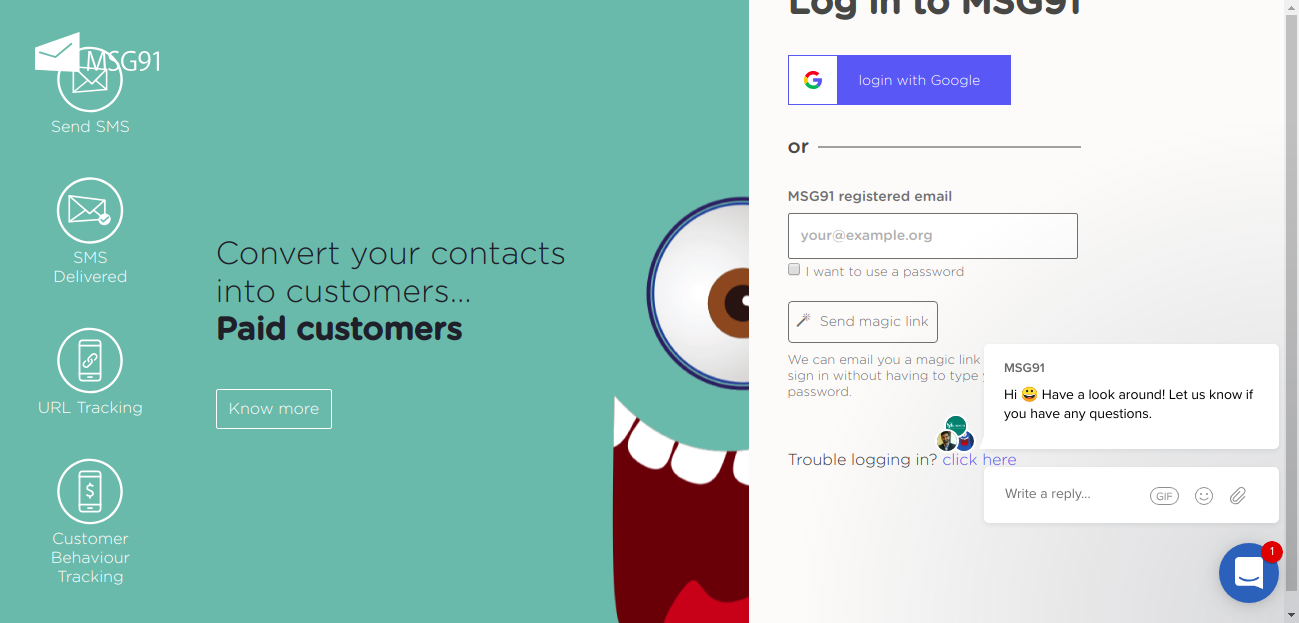 MSG91
Send SMS
SMS
Delivered
URL Tracking
$
Customer
Behaviour
Tracking
Convert your contacts
into customers...
Paid customers
Know more
Log in to MSG91
login with Google
or
MSG91 registered email
your@example.org
I want to use a password
Send magic link
We can email you a magic link
sign in without having to type
password.
Trouble logging in? click here
MSG91
Hi 😀 Have a look around! Let us know if
you have any questions.
Write a reply...
GIF
1